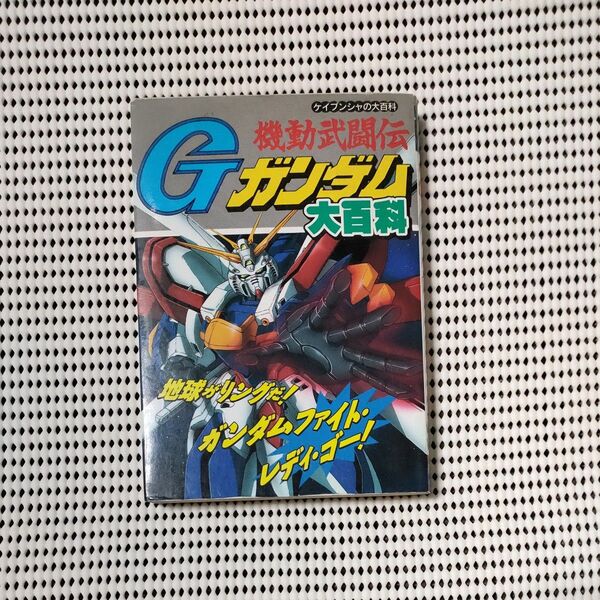 ケイブンシャの大百科
機動武闘伝
Gガンダム
大百科
地球がリングだ！
ガンダムファイト・
レディ・ゴー！